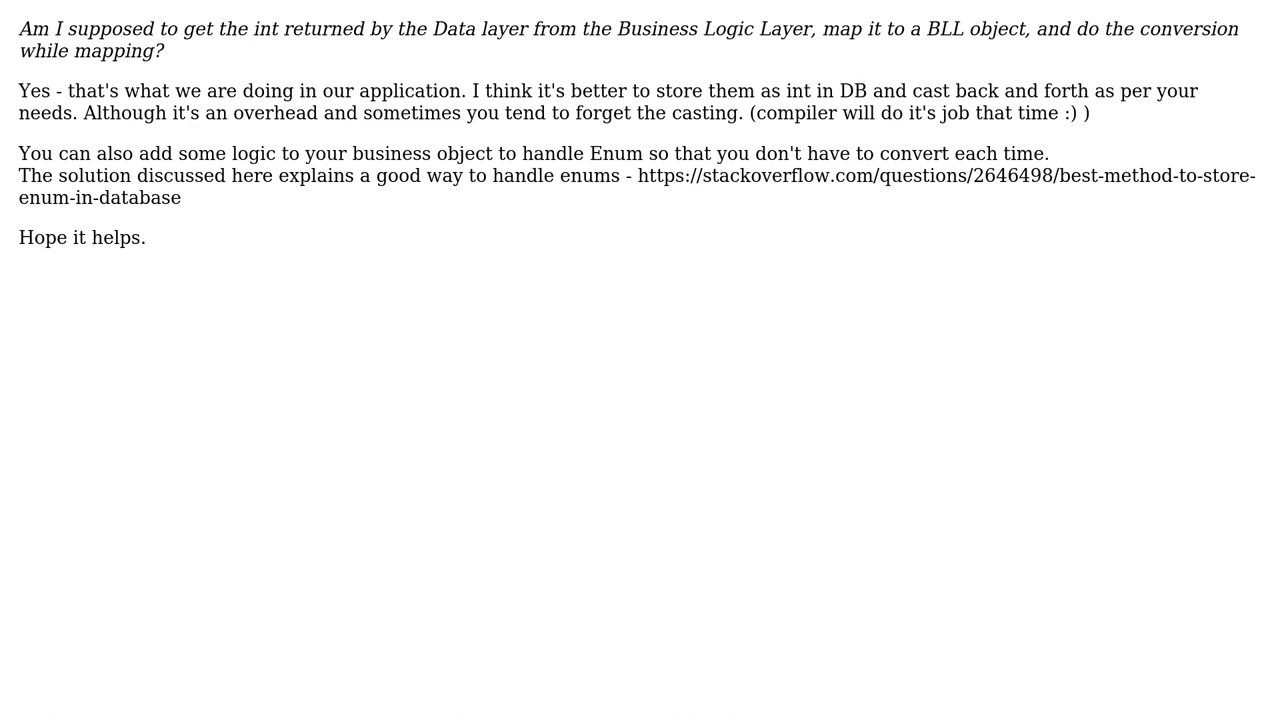 Am I supposed to get the int returned by the Data layer from the Business Logic Layer, map it to a BLL object, and do the conversion
while mapping?
Yes - that's what we are doing in our application. I think it's better to store them as int in DB and cast back and forth as per your
needs. Although it's an overhead and sometimes you tend to forget the casting. (compiler will do it's job that time :) )
You can also add some logic to your business object to handle Enum so that you don't have to convert each time.
The solution discussed here explains a good way to handle enums - https://stackoverflow.com/questions/2646498/best-method-to-store-
enum-in-database
Hope it helps.